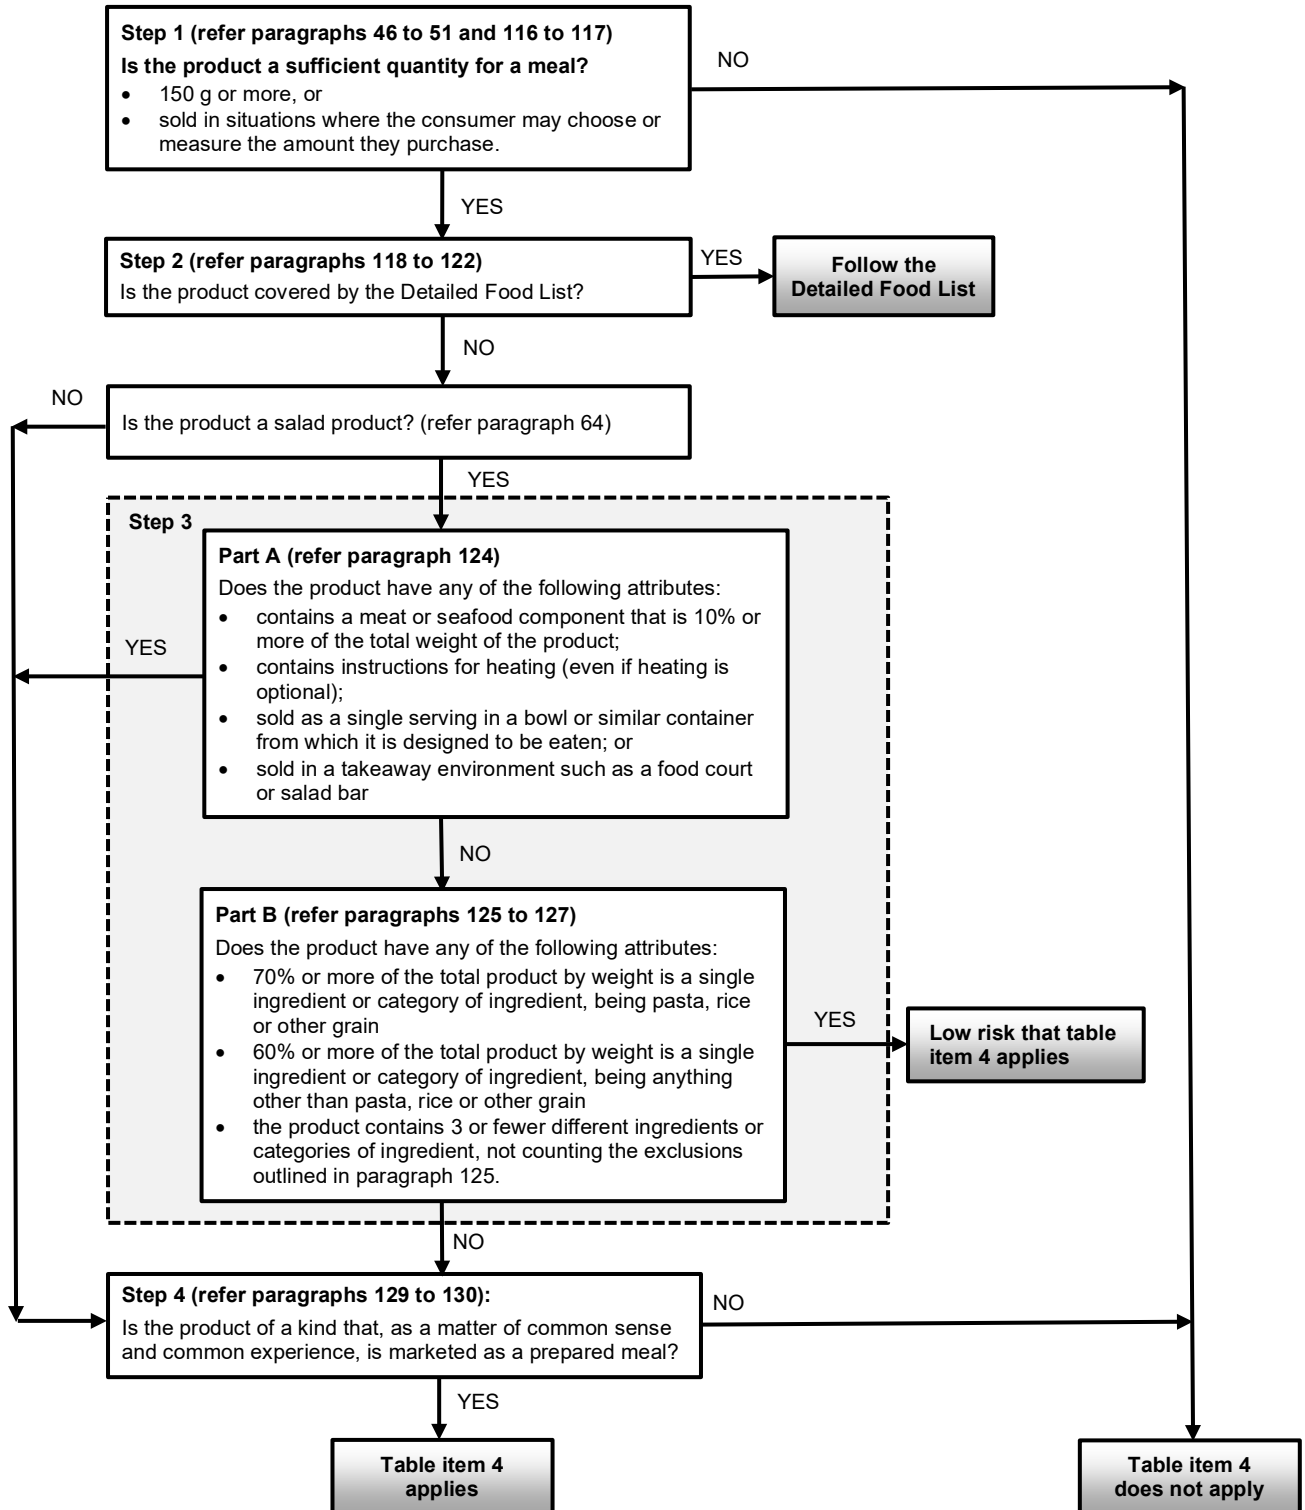 Step 1 (refer paragraphs 46 to 51 and 116 to 117)
Is the product a sufficient quantity for a meal?
• 150 g or more, or
• sold in situations where the consumer may choose or
measure the amount they purchase.
NO
YES
Step 2 (refer paragraphs 118 to 122)
Is the product covered by the Detailed Food List?
YES
Follow the
Detailed Food List
NO
NO
Is the product a salad product? (refer paragraph 64)
YES
Step 3
Part A (refer paragraph 124)
Does the product have any of the following attributes:
• contains a meat or seafood component that is 10% or
more of the total weight of the product;
• contains instructions for heating (even if heating is
optional);
• sold as a single serving in a bowl or similar container
from which it is designed to be eaten; or
• sold in a takeaway environment such as a food court
or salad bar
YES
NO
Part B (refer paragraphs 125 to 127)
Does the product have any of the following attributes:
• 70% or more of the total product by weight is a single
ingredient or category of ingredient, being pasta, rice
or other grain
• 60% or more of the total product by weight is a single
ingredient or category of ingredient, being anything
other than pasta, rice or other grain
• the product contains 3 or fewer different ingredients or
categories of ingredient, not counting the exclusions
outlined in paragraph 125.
YES
Low risk that table
item 4 applies
NO
Step 4 (refer paragraphs 129 to 130):
Is the product of a kind that, as a matter of common sense
and common experience, is marketed as a prepared meal?
NO
YES
Table item 4
applies
Table item 4
does not apply